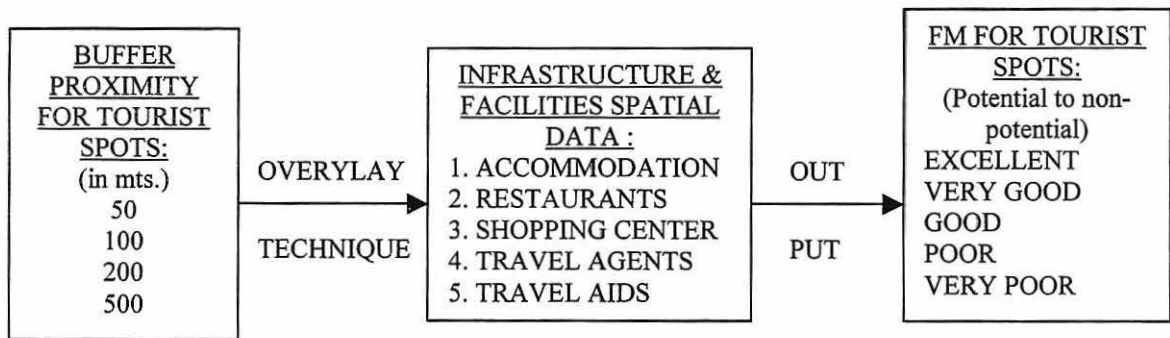 BUFFER
PROXIMITY
FOR TOURIST
SPOTS:
(in mts.)
50
100
200
500
OVERYLAY
TECHNIQUE
INFRASTRUCTURE &
FACILITIES SPATIAL
DATA :
1. ACCOMMODATION
2. RESTAURANTS
3. SHOPPING CENTER
4. TRAVEL AGENTS
5. TRAVEL AIDS
OUT
PUT
FM FOR TOURIST
SPOTS:
(Potential to non-
potential)
EXCELLENT
VERY GOOD
GOOD
POOR
VERY POOR